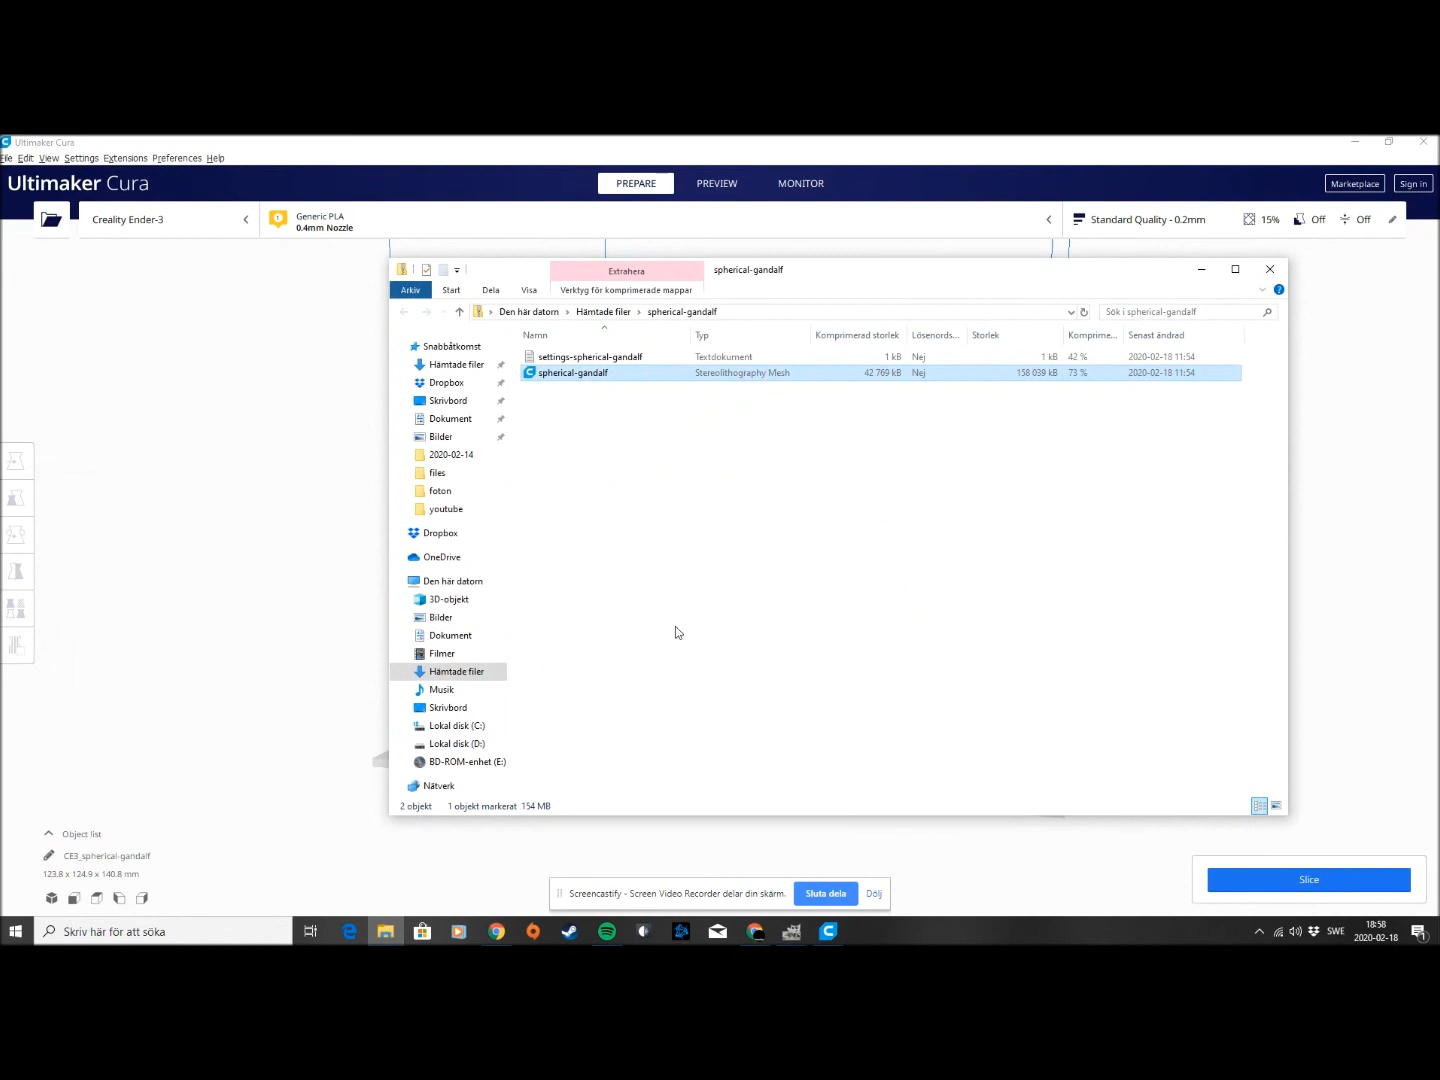 Ultimaker Cura
File Edit View Settings Extensions Preferences Help
Ultimaker Cura
PREPARE PREVIEW MONITOR
Marketplace Sign in
Creality Ender-3
1
Generic PLA
0.4mm Nozzle
Standard Quality - 0.2mm 15% Off Off
Extrahera spherical-gandalf
Arkiv Start Dela Visa Verktyg för komprimerade mappar
Den här datorn Hämtade filer spherical-gandalf Sök i spherical-gandalf
Namn Typ Komprimerad storlek Lösenords... Storlek Komprime... Senast ändrad
settings-spherical-gandalf Textdokument 1 kB Nej 1 kB 42 % 2020-02-18 11:54
spherical-gandalf Stereolithography Mesh 42 769 kB Nej 158 039 kB 73 % 2020-02-18 11:54
Snabbåtkomst
Hämtade filer
Dropbox
Skrivbord
Dokument
Bilder
2020-02-14
files
foton
youtube
Dropbox
OneDrive
Den här datorn
3D-objekt
Bilder
Dokument
Filmer
Hämtade filer
Musik
Skrivbord
Lokal disk (C:)
Lokal disk (D:)
BD-ROM-enhet (E:)
Nätverk
2 objekt 1 objekt markerat 154 MB
Object list
CE3_spherical-gandalf
123.8 x 124.9 x 140.8 mm
Slice
Screencastify - Screen Video Recorder delar din skärm. Sluta dela Dölj
Skriv här för att söka
SWE
18:58
2020-02-18
1